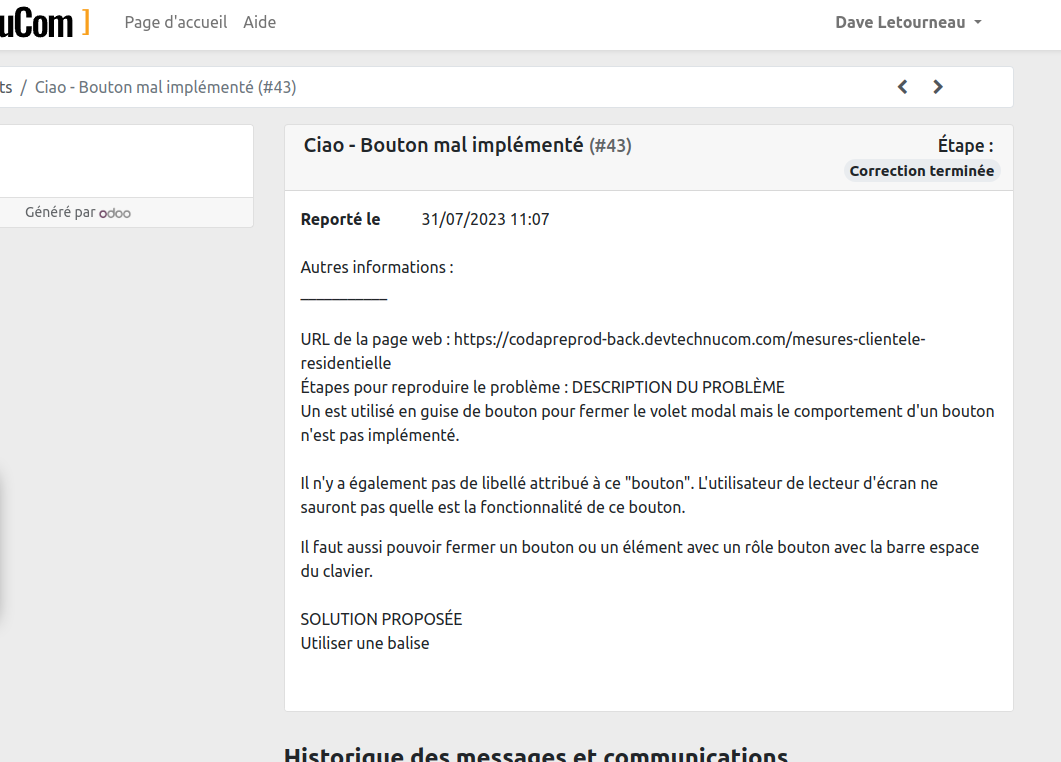 uCom ]
Page d'accueil Aide
Dave Letourneau
ts / Ciao - Bouton mal implémenté (#43)
Généré par odoo
Ciao - Bouton mal implémenté (#43)
Étape :
Correction terminée
Reporté le 31/07/2023 11:07
Autres informations :
___________
URL de la page web : https://codapreprod-back.devtechnucom.com/mesures-clientele-
residentielle
Étapes pour reproduire le problème : DESCRIPTION DU PROBLÈME
Un est utilisé en guise de bouton pour fermer le volet modal mais le comportement d'un bouton
n'est pas implémenté.
Il n'y a également pas de libellé attribué à ce "bouton". L'utilisateur de lecteur d'écran ne
sauront pas quelle est la fonctionnalité de ce bouton.
Il faut aussi pouvoir fermer un bouton ou un élément avec un rôle bouton avec la barre espace
du clavier.
SOLUTION PROPOSÉE
Utiliser une balise
Historique des messages et communications